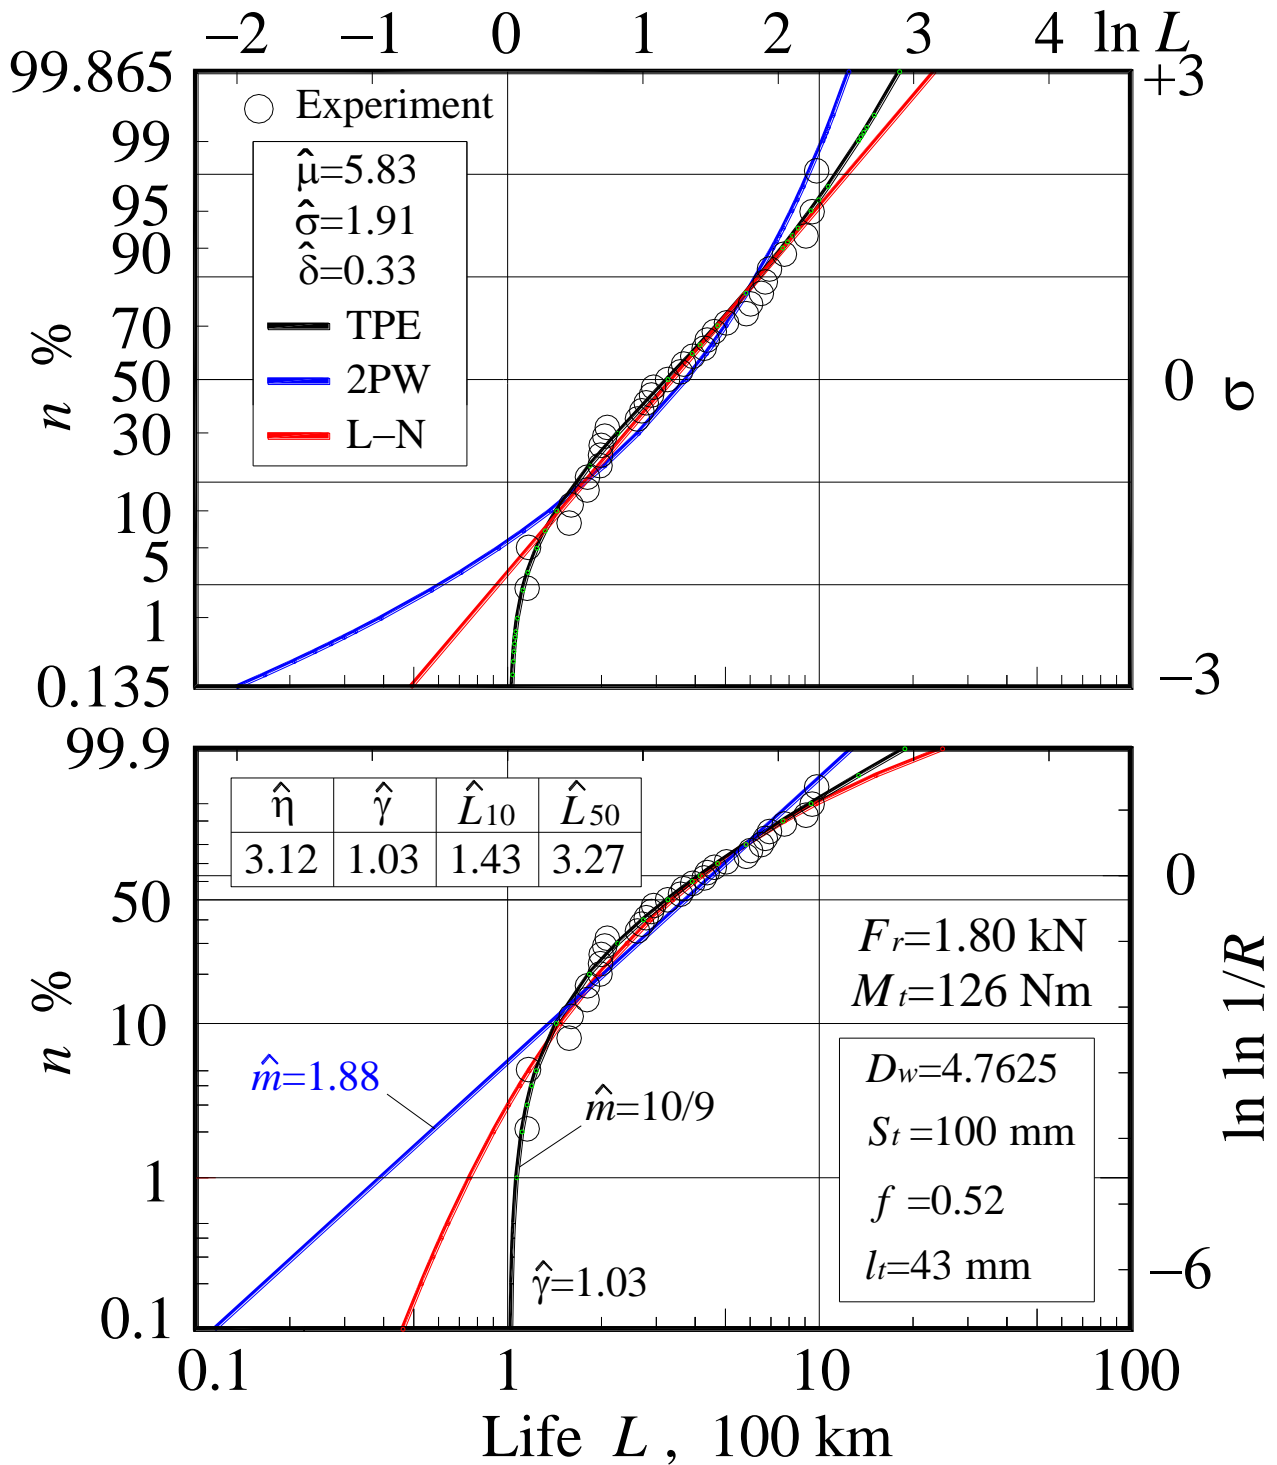 −2 −1 0 1 2 3 4 ln L
99.865 +3
○ Experiment
99
μ̂=5.83
95
σ̂=1.91
90
δ̂=0.33
70 TPE
50 2PW 0
30 L−N
n %
σ
10
5
1
0.135 −3
99.9
η̂ γ̂ L̂10 L̂50
3.12 1.03 1.43 3.27
0
50
Fr=1.80 kN
Mt=126 Nm
n %
ln ln 1/R
10
m̂=1.88
m̂=10/9
Dw=4.7625
St=100 mm
1
f=0.52
lt=43 mm
γ̂=1.03
−6
0.1
0.1 1 10 100
Life L , 100 km